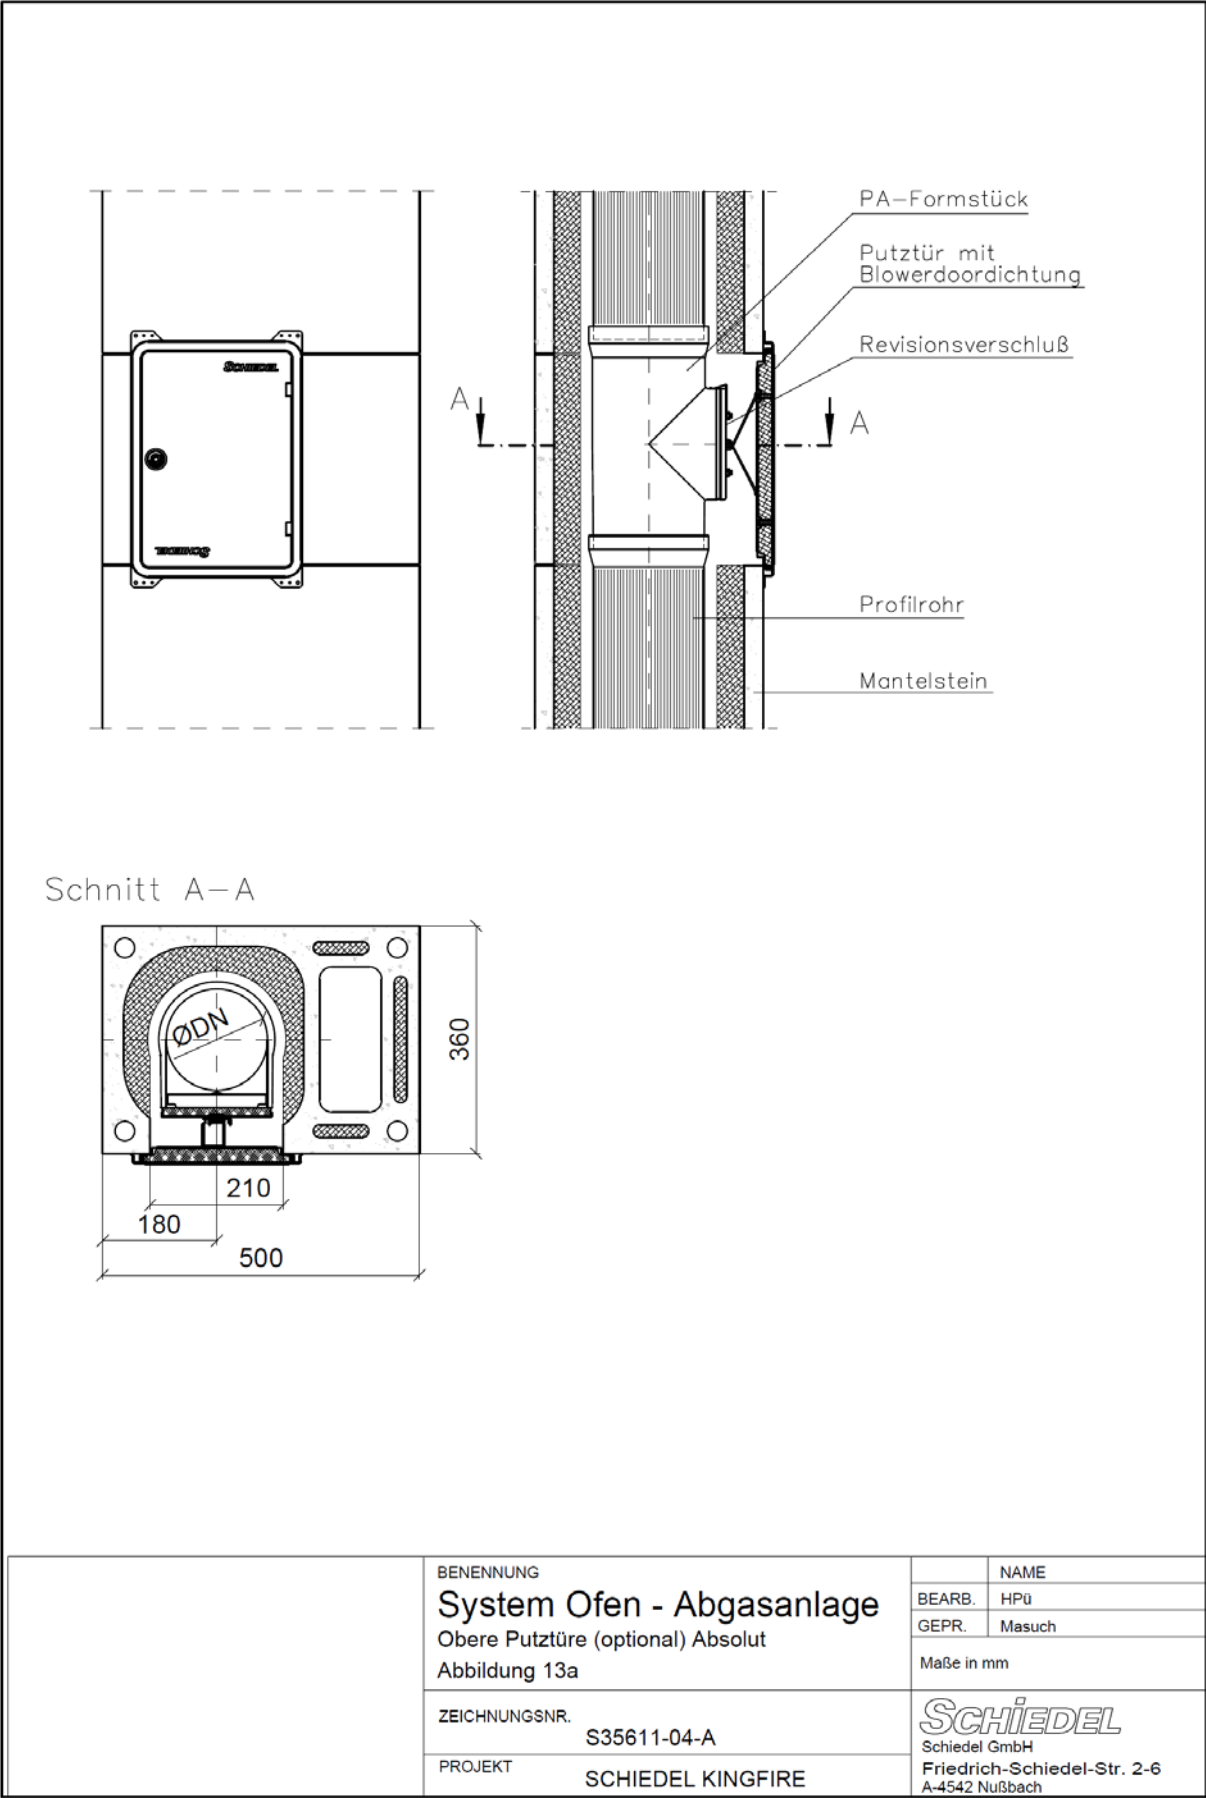 PA-Formstück
Putztür mit
Blowerdoordichtung
Revisionsverschluß
SCHIEDEL
A
A
SCHIEDEL
Profilrohr
Mantelstein
Schnitt A-A
ØDN
360
210
180
500
BENENNUNG
System Ofen - Abgasanlage
Obere Putztüre (optional) Absolut
Abbildung 13a
NAME
BEARB. HPü
GEPR. Masuch
Maße in mm
ZEICHNUNGSNR.
S35611-04-A
PROJEKT
SCHIEDEL KINGFIRE
SCHIEDEL
Schiedel GmbH
Friedrich-Schiedel-Str. 2-6
A-4542 Nußbach